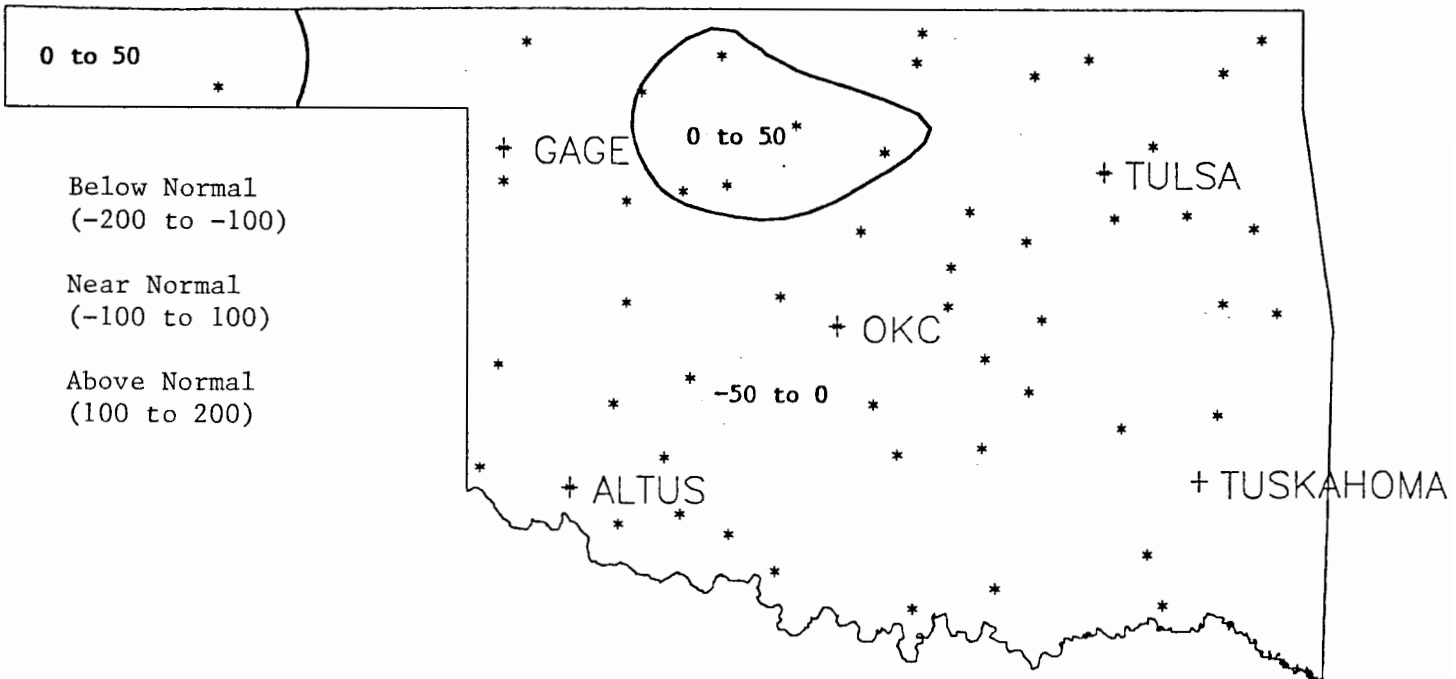 0 to 50
0 to 50
GAGE
TULSA
Below Normal
(-200 to -100)
Near Normal
(-100 to 100)
OKC
Above Normal
(100 to 200)
-50 to 0
ALTUS
TUSKAHOMA